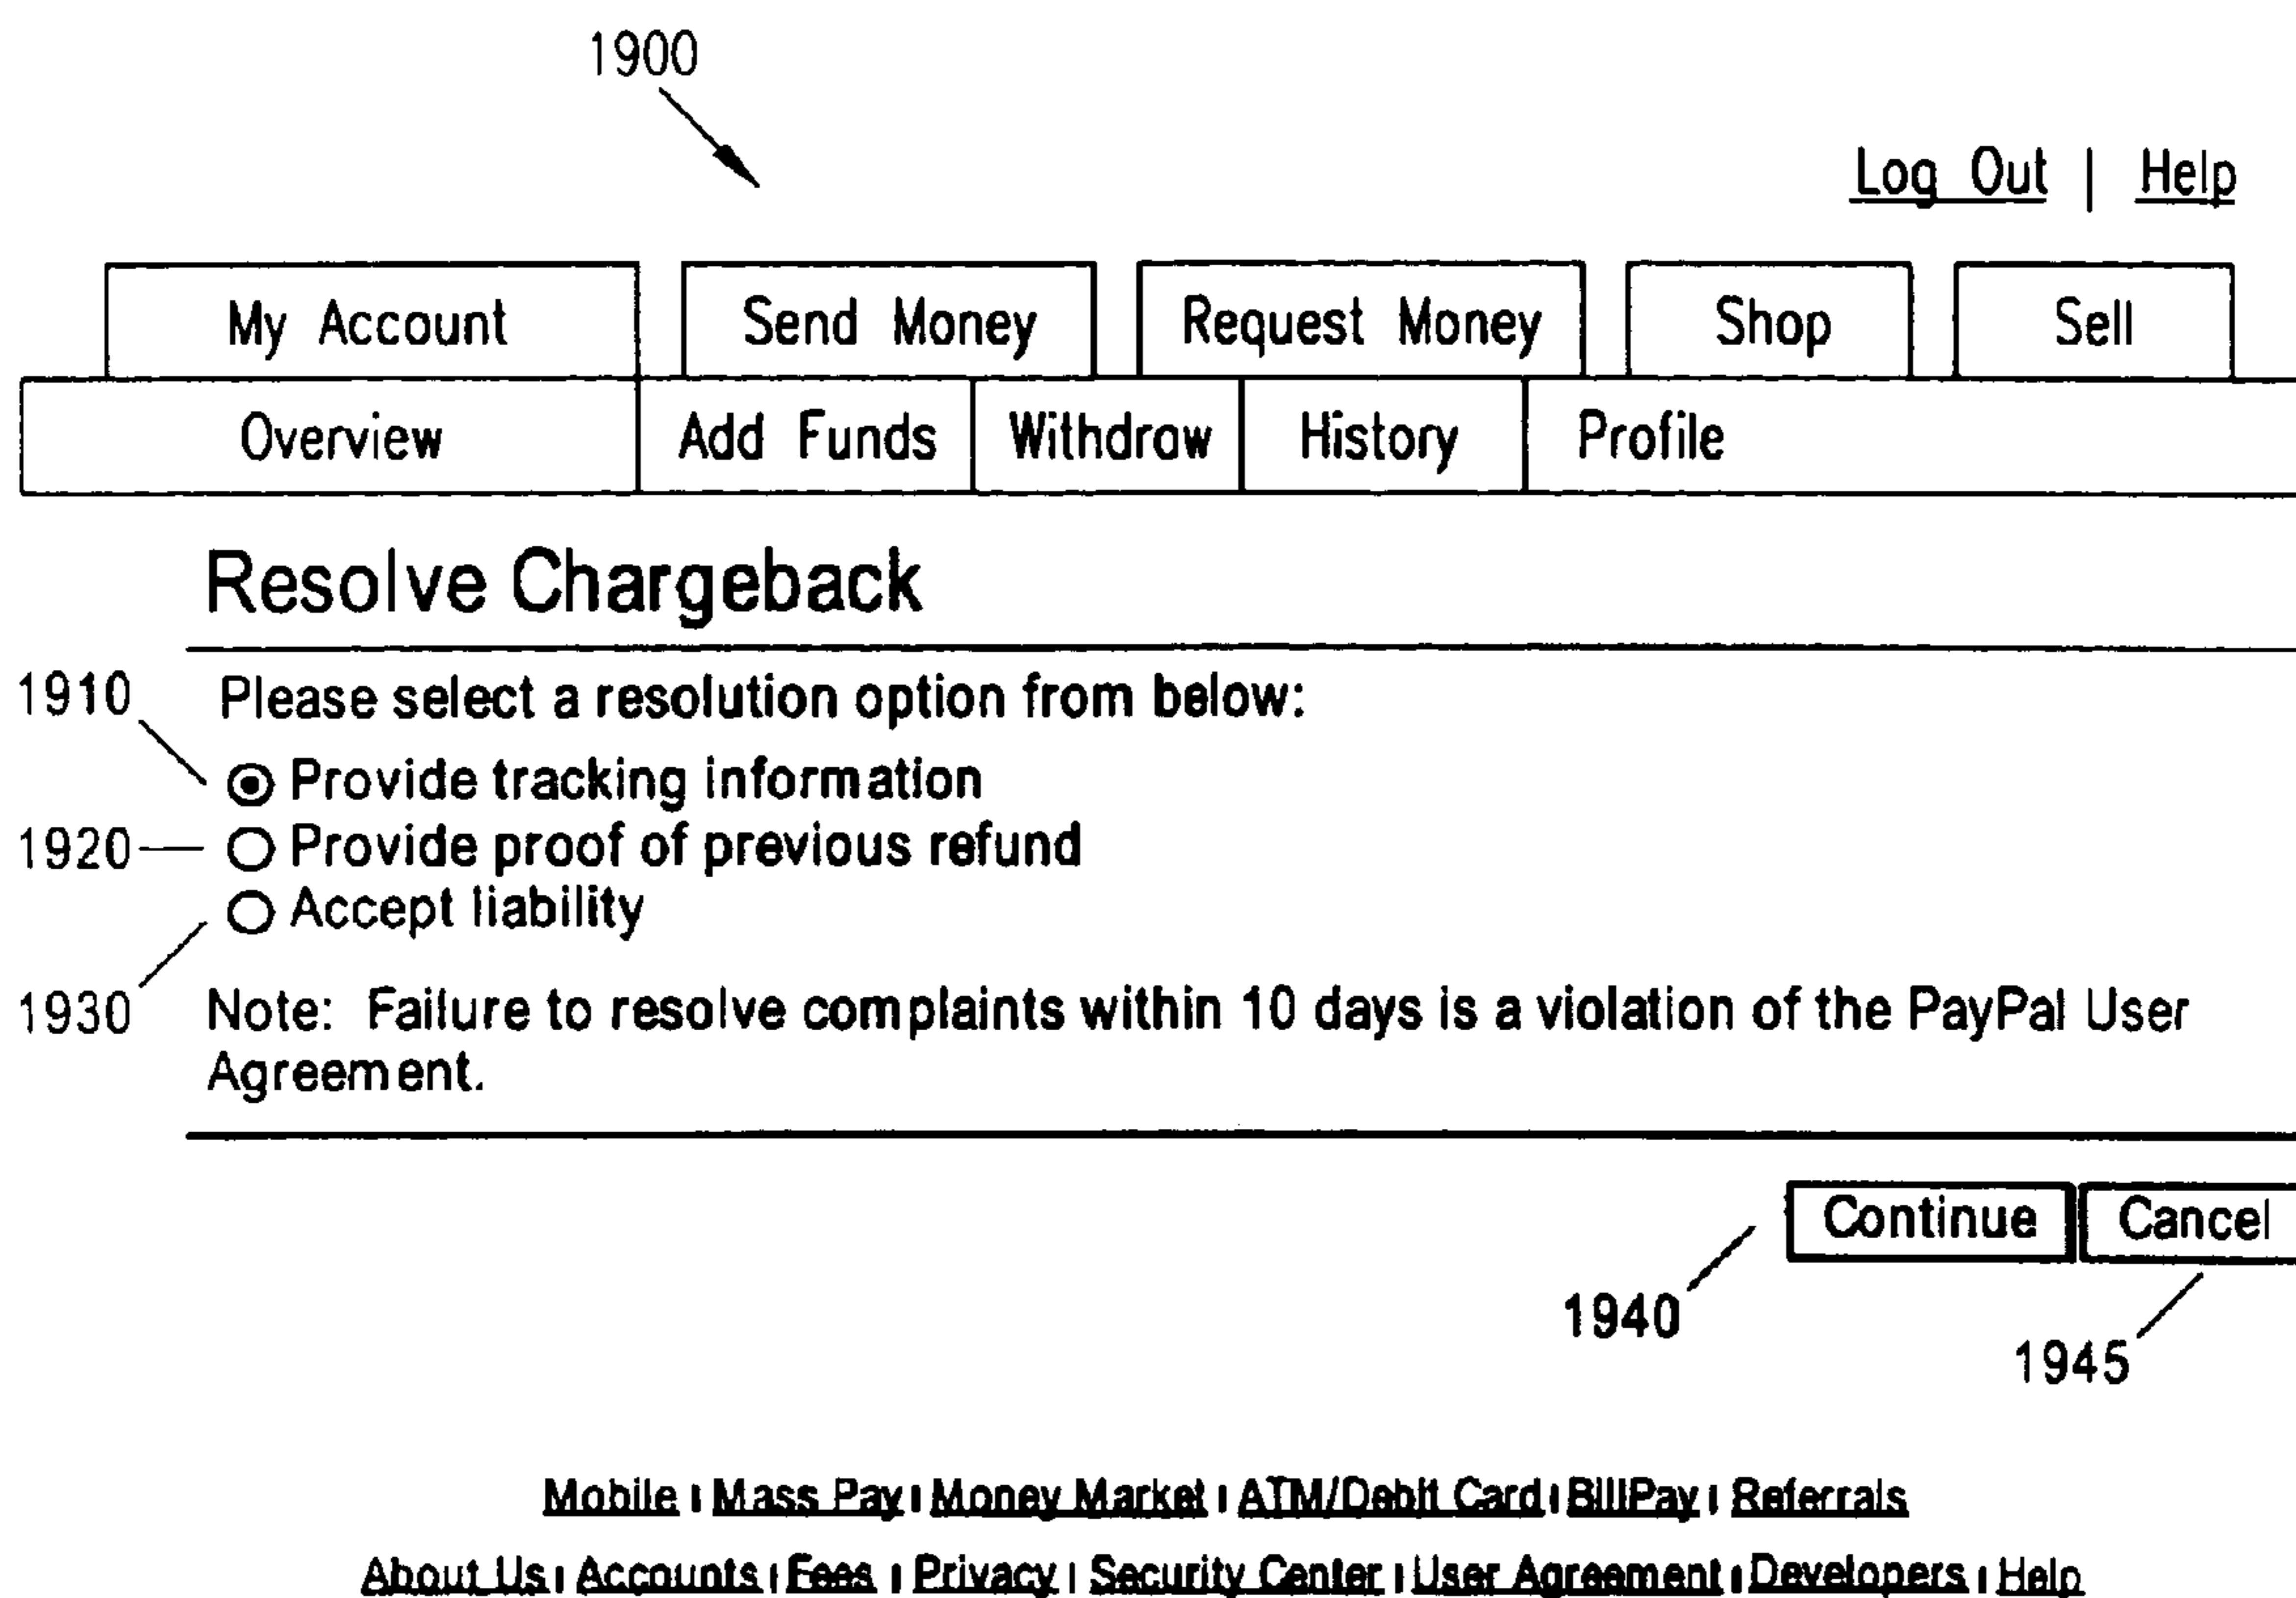 1900
Log Out | Help
My Account Send Money Request Money Shop Sell
Overview Add Funds Withdraw History Profile
Resolve Chargeback
1910 Please select a resolution option from below:
Provide tracking information
1920 Provide proof of previous refund
Accept liability
1930 Note: Failure to resolve complaints within 10 days is a violation of the PayPal User
Agreement.
Continue Cancel
1940
1945
Mobile | Mass Pay | Money Market | ATM/Debit Card | BillPay | Referrals
About Us | Accounts | Fees | Privacy | Security Center | User Agreement | Developers | Help